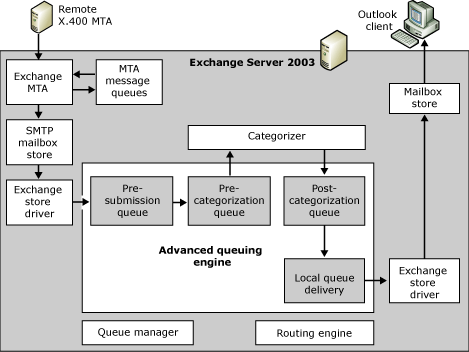 Remote
X.400 MTA
Outlook
client
Exchange Server 2003
Exchange
MTA
MTA
message
queues
Mailbox
store
SMTP
mailbox
store
Categorizer
Exchange
store
driver
Pre-
submission
queue
Pre-
categorization
queue
Post-
categorization
queue
Advanced queuing
engine
Local queue
delivery
Exchange
store
driver
Queue manager
Routing engine